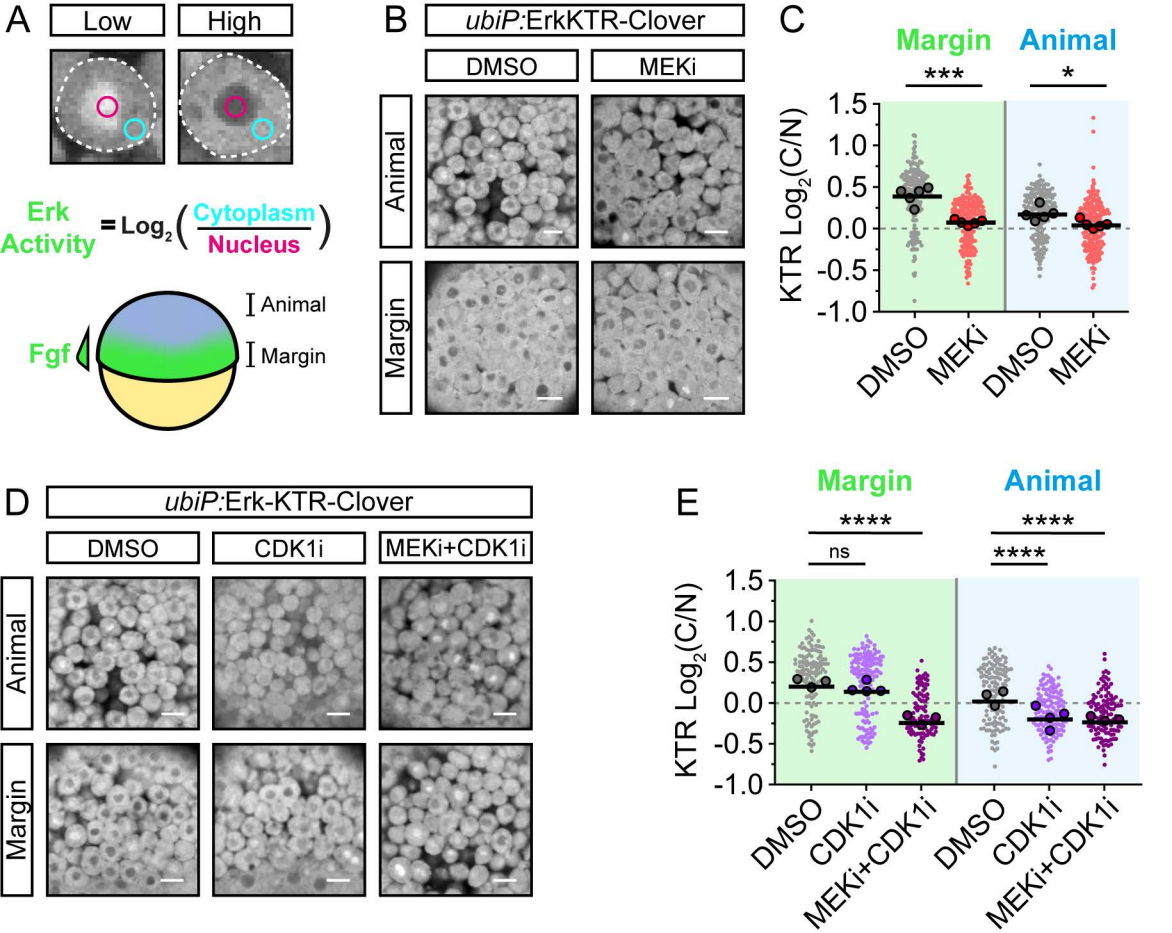 A
Low
High
Erk
Activity
= Log2 ( Cytoplasm
Nucleus )
Fgf
Animal
Margin
B
ubiP:ErkKTR-Clover
DMSO
MEKi
Animal
Margin
C
Margin
Animal
***
*
KTR Log2(C/N)
1.5
1.0
0.5
0.0
-0.5
-1.0
DMSO
MEKi
DMSO
MEKi
D
ubiP:Erk-KTR-Clover
DMSO
CDK1i
MEKi+CDK1i
Animal
Margin
E
Margin
Animal
****
ns
****
****
KTR Log2(C/N)
1.5
1.0
0.5
0.0
-0.5
-1.0
DMSO
CDK1i
MEKi+CDK1i
DMSO
CDK1i
MEKi+CDK1i